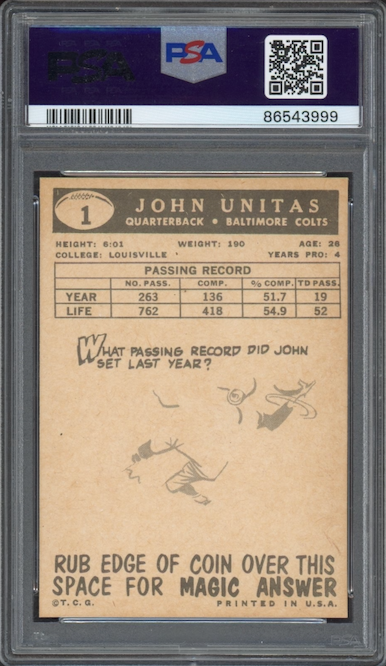 PSA
PSA
86543999
1
JOHN UNITAS
QUARTERBACK • BALTIMORE COLTS
HEIGHT: 6:01 WEIGHT: 190 AGE: 26
COLLEGE: LOUISVILLE YEARS PRO: 4
PASSING RECORD
NO. PASS. COMP. % COMP. TD PASS.
YEAR 263 136 51.7 19
LIFE 762 418 54.9 52
WHAT PASSING RECORD DID JOHN
SET LAST YEAR?
RUB EDGE OF COIN OVER THIS
SPACE FOR MAGIC ANSWER
©T.C.G. PRINTED IN U.S.A.